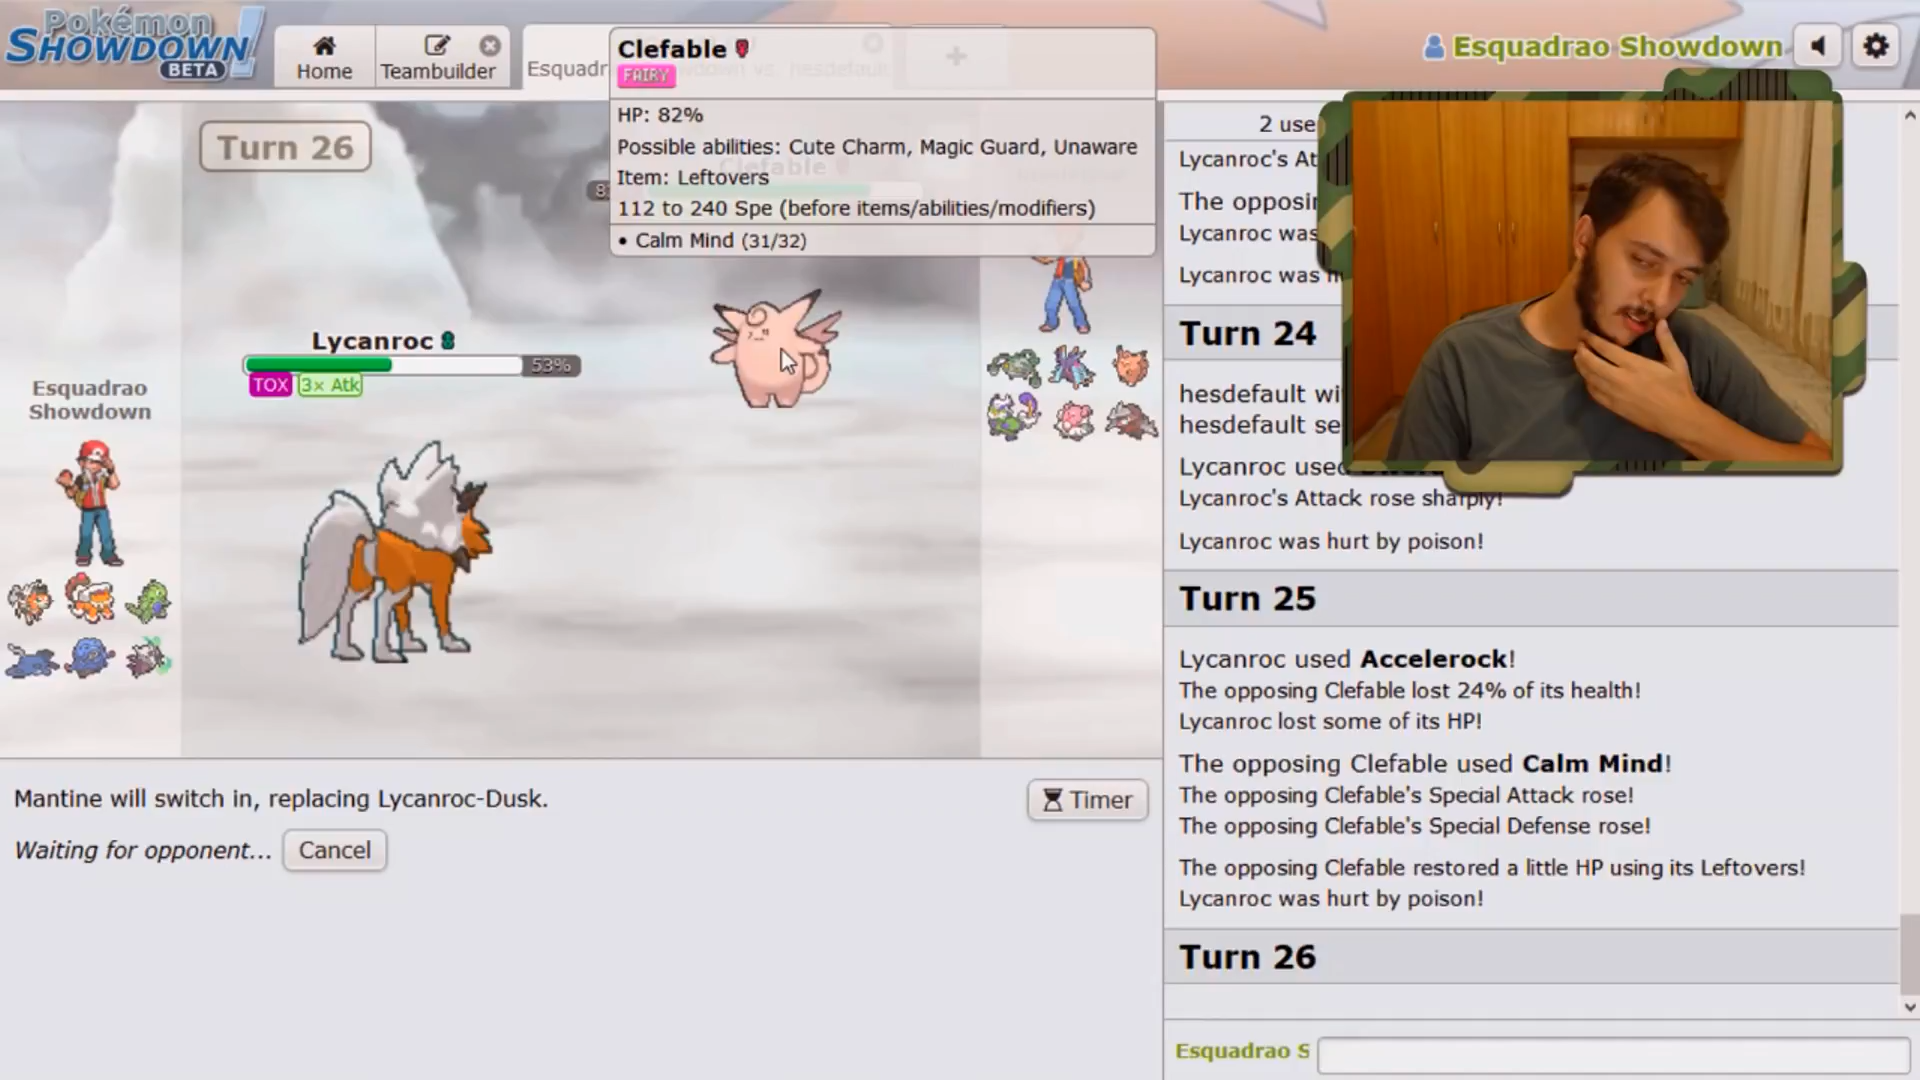 Pokémon
SHOWDOWN!
BETA
Home
Teambuilder
Esquadr
Esquadrao Showdown
Clefable
FAIRY
HP: 82%
Possible abilities: Cute Charm, Magic Guard, Unaware
Item: Leftovers
112 to 240 Spe (before items/abilities/modifiers)
• Calm Mind (31/32)
Turn 26
Lycanroc
53%
TOX 3× Atk
Esquadrao
Showdown
Mantine will switch in, replacing Lycanroc-Dusk.
Timer
Waiting for opponent...
Cancel
2 use
Lycanroc's At
The opposin
Lycanroc was
Lycanroc was h
Turn 24
hesdefault wi
hesdefault se
Lycanroc used
Lycanroc's Attack rose sharply!
Lycanroc was hurt by poison!
Turn 25
Lycanroc used Accelerock!
The opposing Clefable lost 24% of its health!
Lycanroc lost some of its HP!
The opposing Clefable used Calm Mind!
The opposing Clefable's Special Attack rose!
The opposing Clefable's Special Defense rose!
The opposing Clefable restored a little HP using its Leftovers!
Lycanroc was hurt by poison!
Turn 26
Esquadrao S